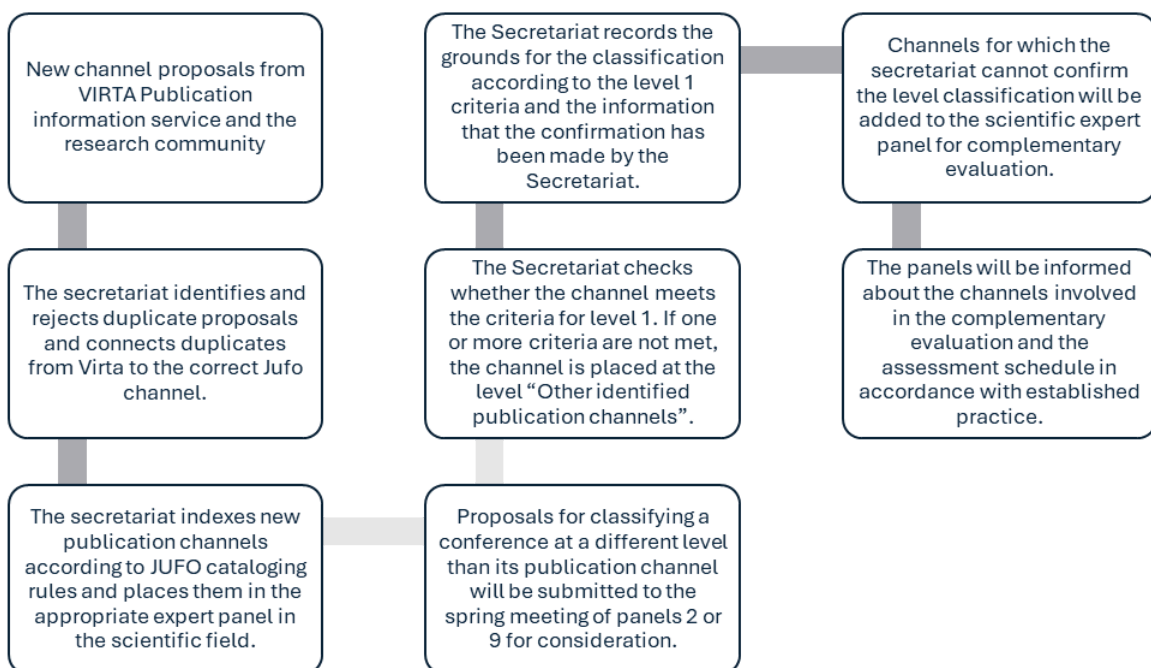 New channel proposals from
VIRTA Publication
information service and the
research community
The secretariat identifies and
rejects duplicate proposals
and connects duplicates
from Virta to the correct Jufo
channel.
The secretariat indexes new
publication channels
according to JUFO cataloging
rules and places them in the
appropriate expert panel in
the scientific field.
Proposals for classifying a
conference at a different level
than its publication channel
will be submitted to the
spring meeting of panels 2 or
9 for consideration.
The Secretariat checks
whether the channel meets
the criteria for level 1. If one
or more criteria are not met,
the channel is placed at the
level “Other identified
publication channels”.
The Secretariat records the
grounds for the classification
according to the level 1
criteria and the information
that the confirmation has
been made by the
Secretariat.
Channels for which the
secretariat cannot confirm
the level classification will be
added to the scientific expert
panel for complementary
evaluation.
The panels will be informed
about the channels involved
in the complementary
evaluation and the
assessment schedule in
accordance with established
practice.